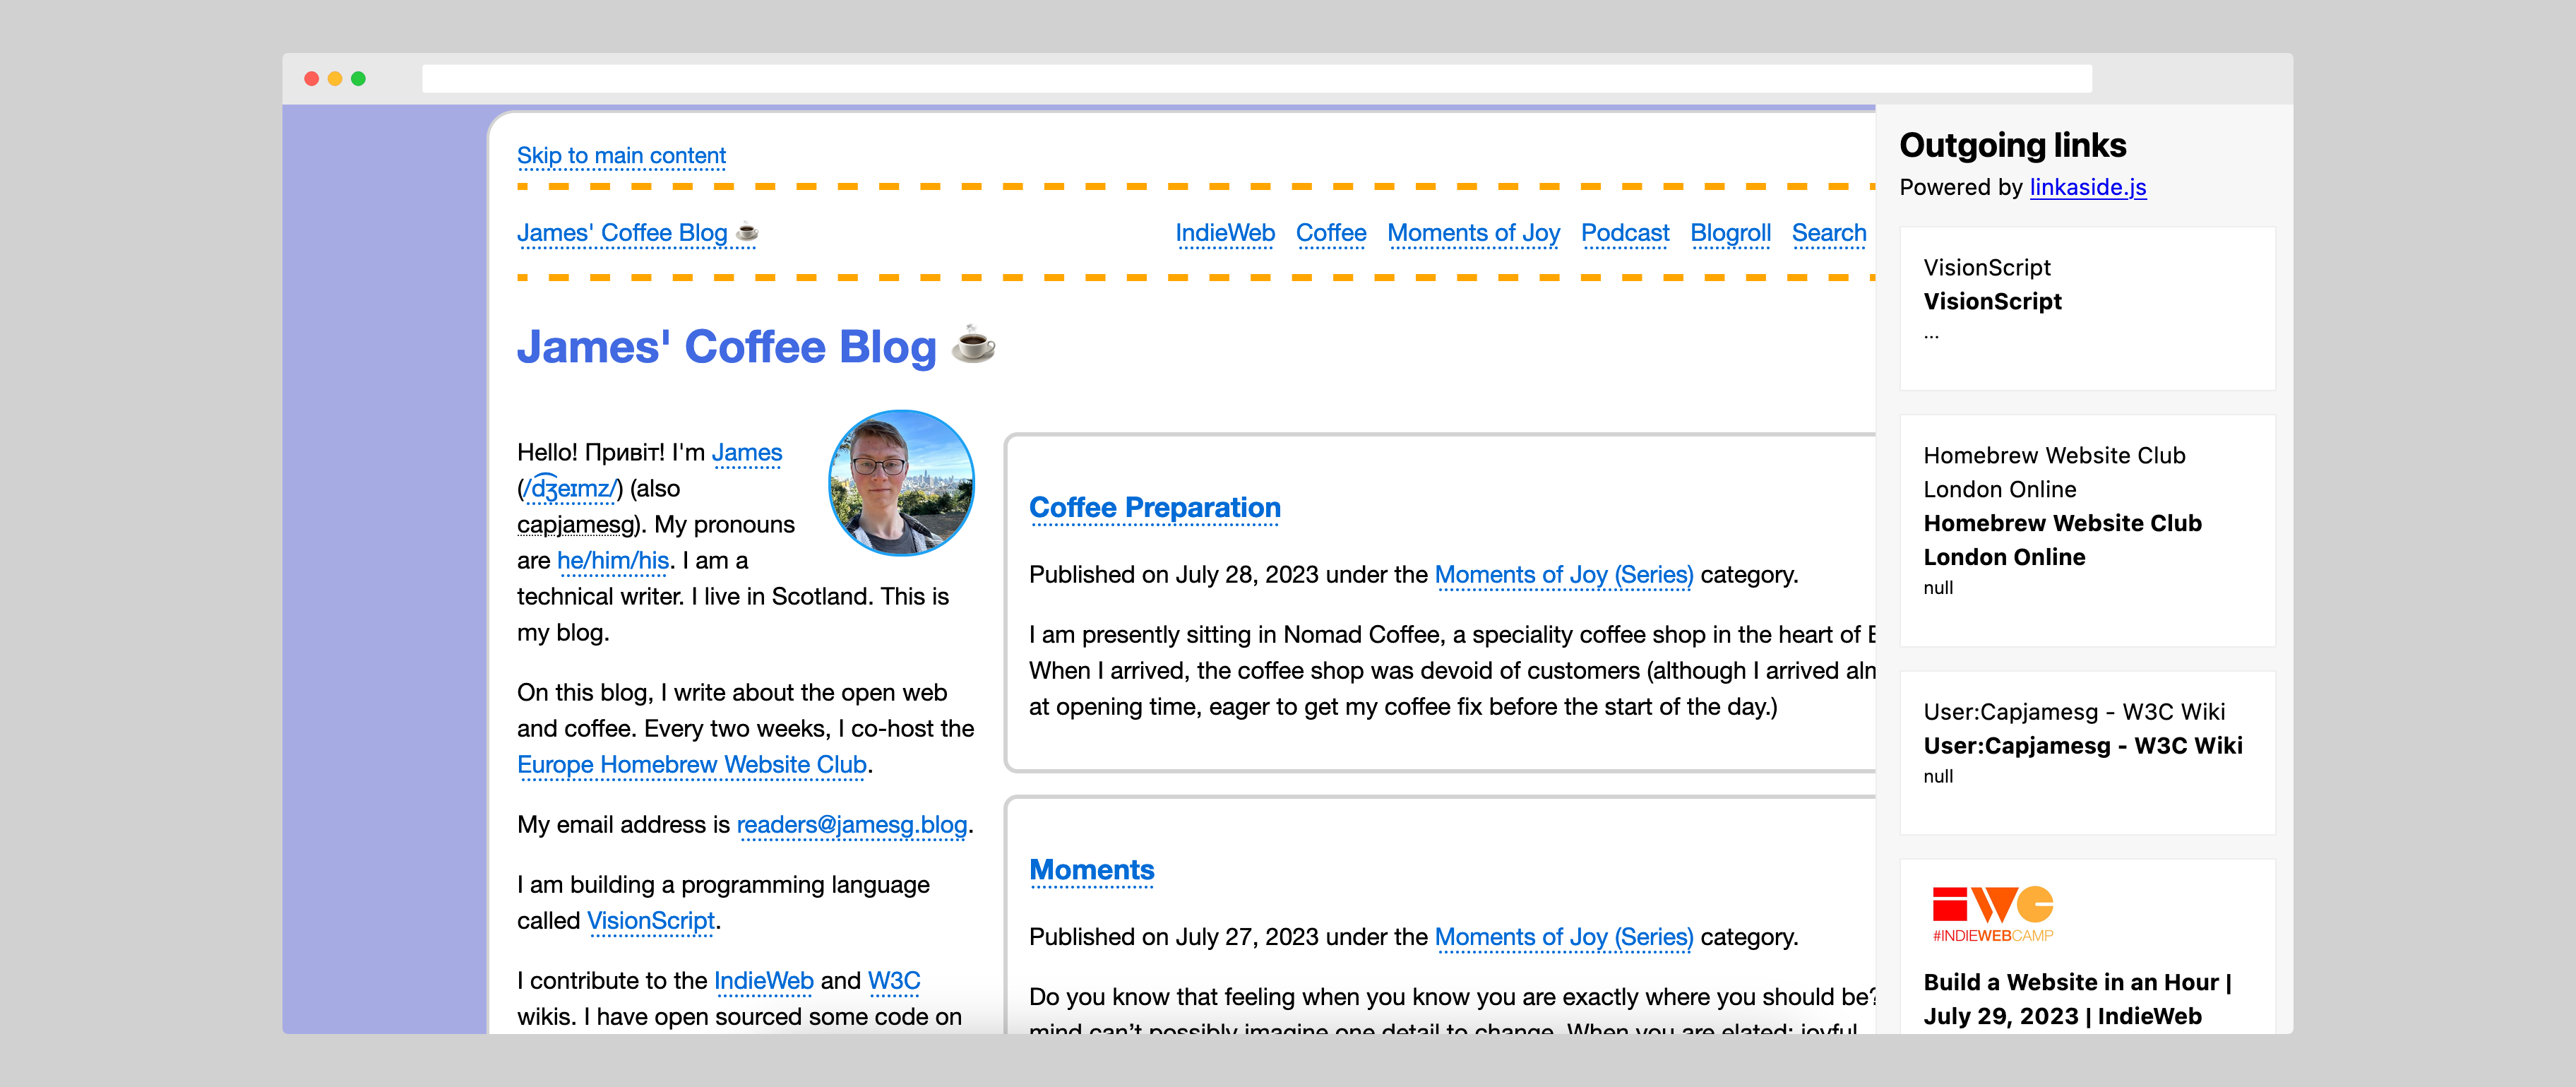 Skip to main content
James' Coffee Blog ☕
IndieWeb Coffee Moments of Joy Podcast Blogroll Search
James' Coffee Blog ☕
Hello! Привіт! I'm James
(/d͡ʒeɪmz/) (also
capjamesg). My pronouns
are he/him/his. I am a
technical writer. I live in Scotland. This is
my blog.
On this blog, I write about the open web
and coffee. Every two weeks, I co-host the
Europe Homebrew Website Club.
My email address is readers@jamesg.blog.
I am building a programming language
called VisionScript.
I contribute to the IndieWeb and W3C
wikis. I have open sourced some code on
Coffee Preparation
Published on July 28, 2023 under the Moments of Joy (Series) category.
I am presently sitting in Nomad Coffee, a speciality coffee shop in the heart of
When I arrived, the coffee shop was devoid of customers (although I arrived
at opening time, eager to get my coffee fix before the start of the day.)
Moments
Published on July 27, 2023 under the Moments of Joy (Series) category.
Do you know that feeling when you know you are exactly where you should be?
mind can't possibly imagine one detail to change. When you are elated; joyful
Outgoing links
Powered by linkaside.js
VisionScript
VisionScript
...
Homebrew Website Club
London Online
Homebrew Website Club
London Online
null
User:Capjamesg - W3C Wiki
User:Capjamesg - W3C Wiki
null
#INDIEWEBCAMP
Build a Website in an Hour |
July 29, 2023 | IndieWeb